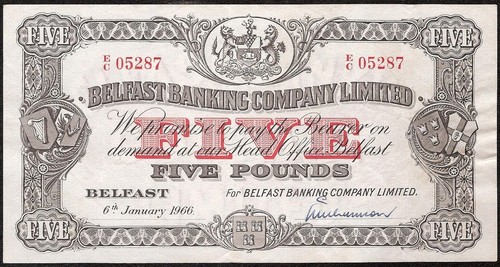 FIVE FIVE
E/C 05287 E/C 05287
BELFAST BANKING COMPANY LIMITED
We promise to pay the Bearer on
FIVE
demand at our Head Office, Belfast
FIVE POUNDS
BELFAST For BELFAST BANKING COMPANY LIMITED.
6th January 1966.
FIVE FIVE